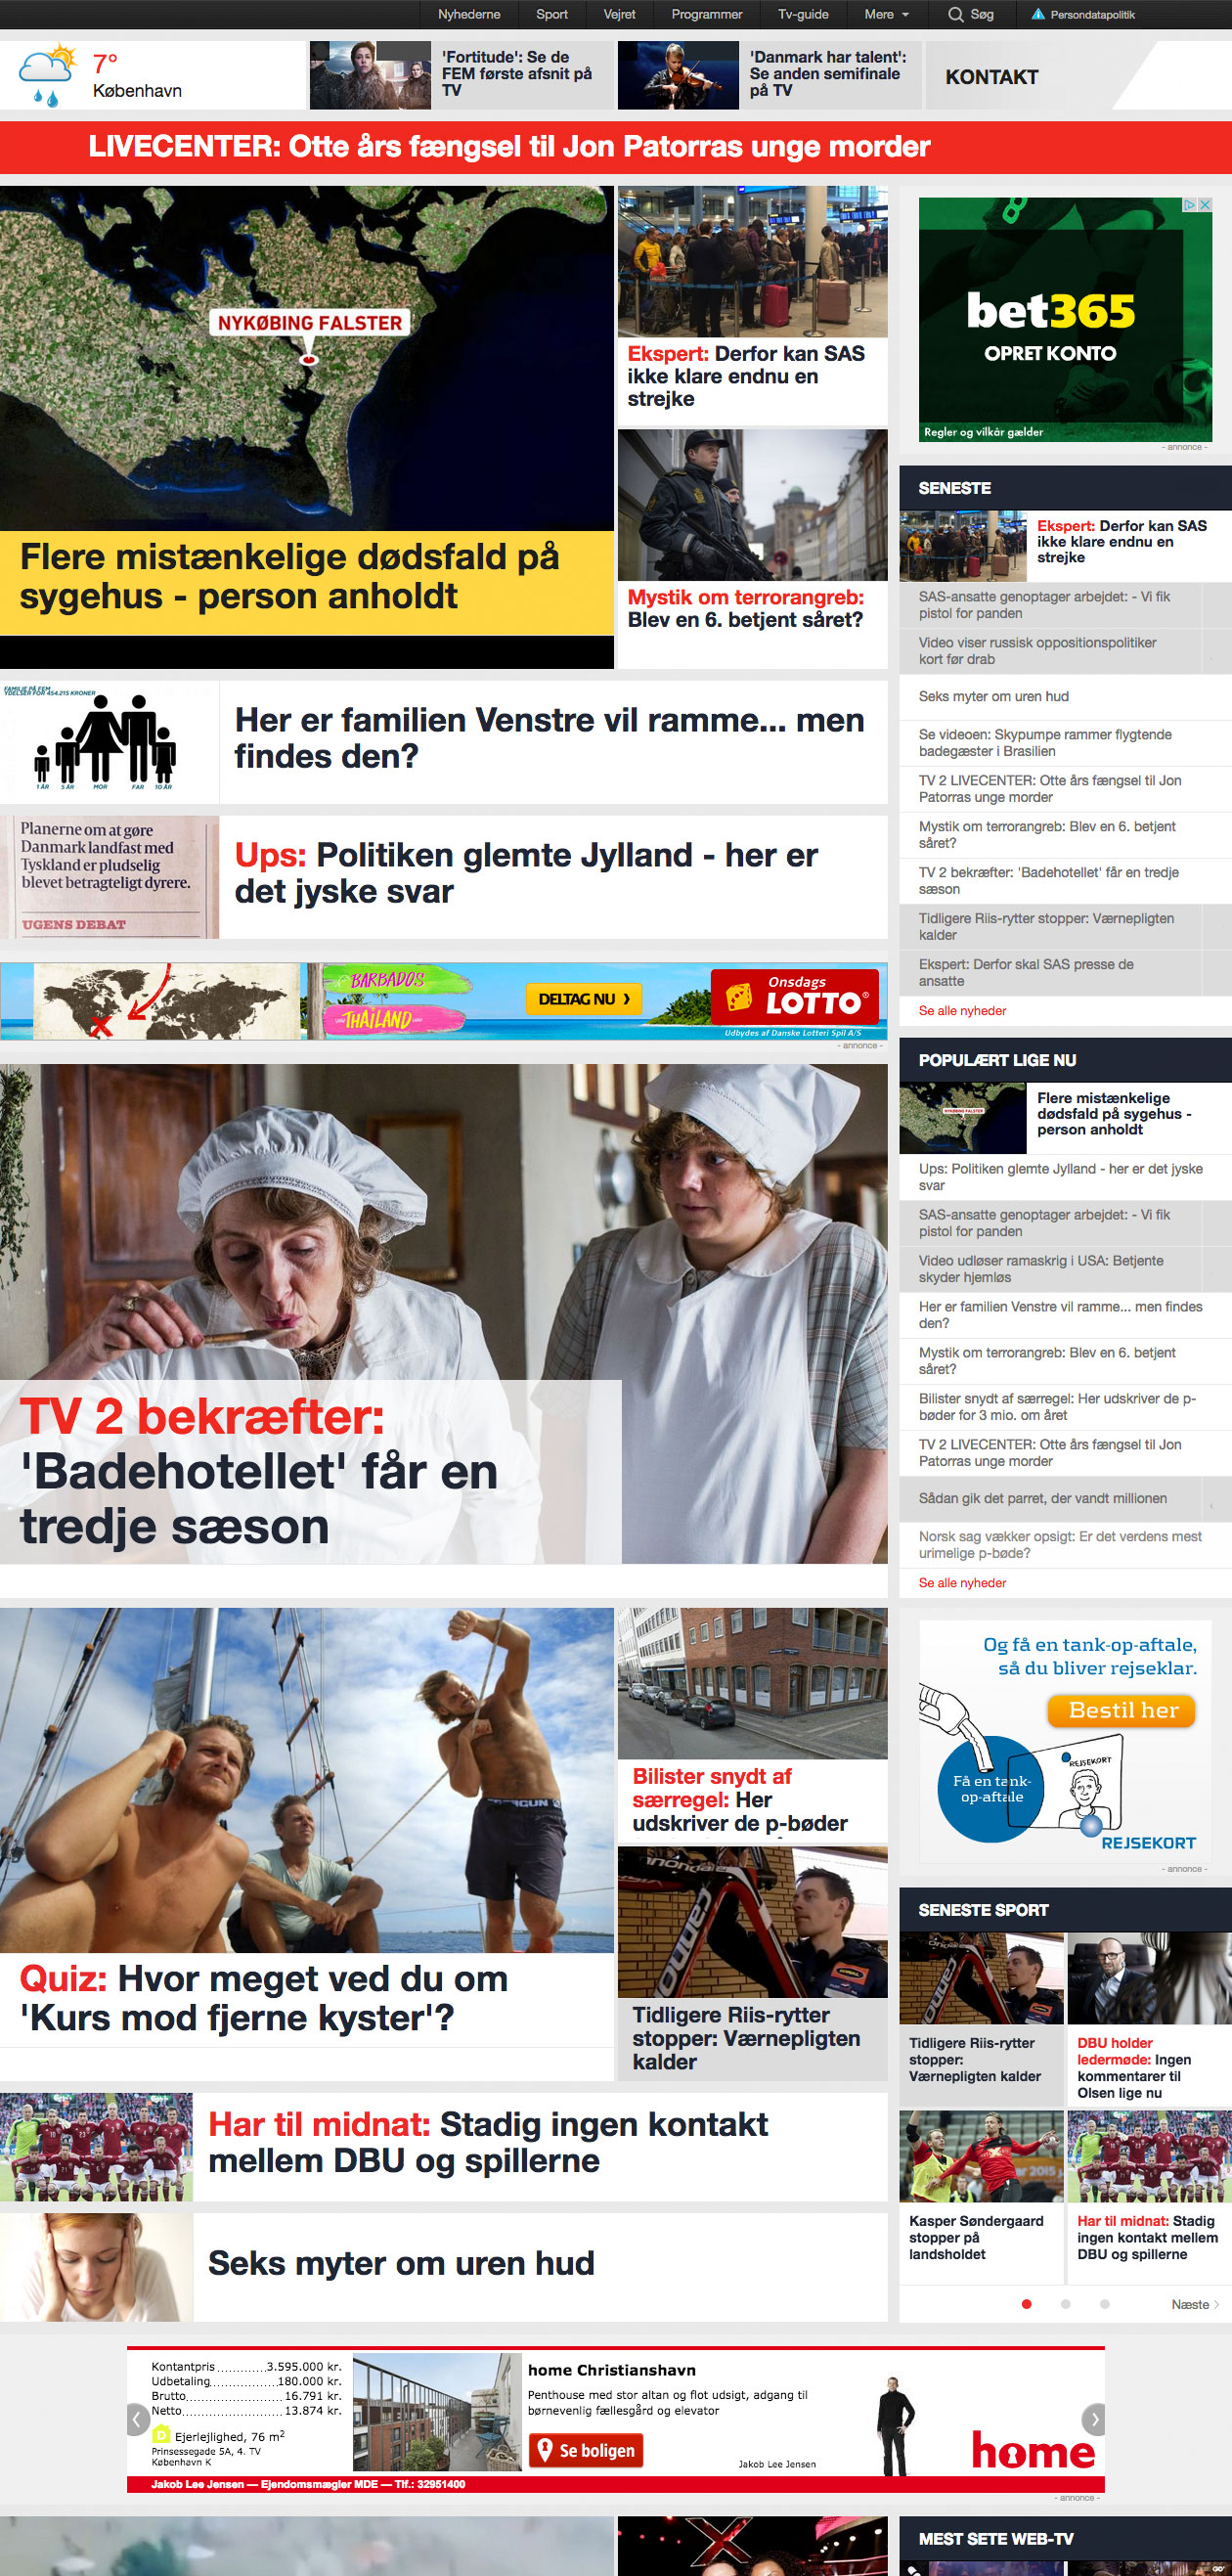 Nyhederne
Sport
Vejret
Programmer
Tv-guide
Mere
Søg
Persondatapolitik
7°
København
'Fortitude': Se de
FEM første afsnit på
TV
'Danmark har talent':
Se anden semifinale
på TV
KONTAKT
LIVECENTER: Otte års fængsel til Jon Patorras unge morder
NYKØBING FALSTER
Flere mistænkelige dødsfald på
sygehus - person anholdt
Ekspert: Derfor kan SAS
ikke klare endnu en
strejke
Mystik om terrorangreb:
Blev en 6. betjent såret?
bet365
OPRET KONTO
Regler og vilkår gælder
- annonce -
SENESTE
Ekspert: Derfor kan SAS
ikke klare endnu en
strejke
SAS-ansatte genoptager arbejdet: - Vi fik
pistol for panden
Video viser russisk oppositionspolitiker
kort før drab
Seks myter om uren hud
Se videoen: Skypumpe rammer flygtende
badegæster i Brasilien
TV 2 LIVECENTER: Otte års fængsel til Jon
Patorras unge morder
Mystik om terrorangreb: Blev en 6. betjent
såret?
TV 2 bekræfter: 'Badehotellet' får en tredje
sæson
Tidligere Riis-rytter stopper: Værnepligten
kalder
Ekspert: Derfor skal SAS presse de
ansatte
Se alle nyheder
FAMILIE PÅ FEM
YDELSER FOR 454.215 KRONER
1 ÅR
5 ÅR
MOR
FAR
10 ÅR
Her er familien Venstre vil ramme... men
findes den?
Planerne om at gøre
Danmark landfast med
Tyskland er pludselig
blevet betragteligt dyrere.
UGENS DEBAT
Ups: Politiken glemte Jylland - her er
det jyske svar
BARBADOS
THAILAND
DELTAG NU
Onsdags
LOTTO
Udbydes af Danske Lotteri Spil A/S
- annonce -
TV 2 bekræfter:
'Badehotellet' får en
tredje sæson
POPULÆRT LIGE NU
NYKØBING FALSTER
Flere mistænkelige
dødsfald på sygehus -
person anholdt
Ups: Politiken glemte Jylland - her er det jyske
svar
SAS-ansatte genoptager arbejdet: - Vi fik
pistol for panden
Video udløser ramaskrig i USA: Betjente
skyder hjemløs
Her er familien Venstre vil ramme... men findes
den?
Mystik om terrorangreb: Blev en 6. betjent
såret?
Bilister snydt af særregel: Her udskriver de p-
bøder for 3 mio. om året
TV 2 LIVECENTER: Otte års fængsel til Jon
Patorras unge morder
Sådan gik det parret, der vandt millionen
Norsk sag vækker opsigt: Er det verdens mest
urimelige p-bøde?
Se alle nyheder
Quiz: Hvor meget ved du om
'Kurs mod fjerne kyster'?
Bilister snydt af
særregel: Her
udskriver de p-bøder
Tidligere Riis-rytter
stopper: Værnepligten
kalder
Og få en tank-op-aftale,
så du bliver rejseklar.
Bestil her
Få en tank-
op-aftale
REJSEKORT
REJSEKORT
- annonce -
SENESTE SPORT
Tidligere Riis-rytter
stopper:
Værnepligten kalder
DBU holder
ledermøde: Ingen
kommentarer til
Olsen lige nu
Kasper Søndergaard
stopper på
landsholdet
Har til midnat: Stadig
ingen kontakt mellem
DBU og spillerne
Næste
Har til midnat: Stadig ingen kontakt
mellem DBU og spillerne
Seks myter om uren hud
Kontantpris 3.595.000 kr.
Udbetaling 180.000 kr.
Brutto 16.791 kr.
Netto 13.874 kr.
D Ejerlejlighed, 76 m²
Prinsessegade 5A, 4. TV
København K
home Christianshavn
Penthouse med stor altan og flot udsigt, adgang til
børnevenlig fællesgård og elevator
Se boligen
Jakob Lee Jensen
home
Jakob Lee Jensen — Ejendomsmægler MDE — Tlf.: 32951400
- annonce -
MEST SETE WEB-TV